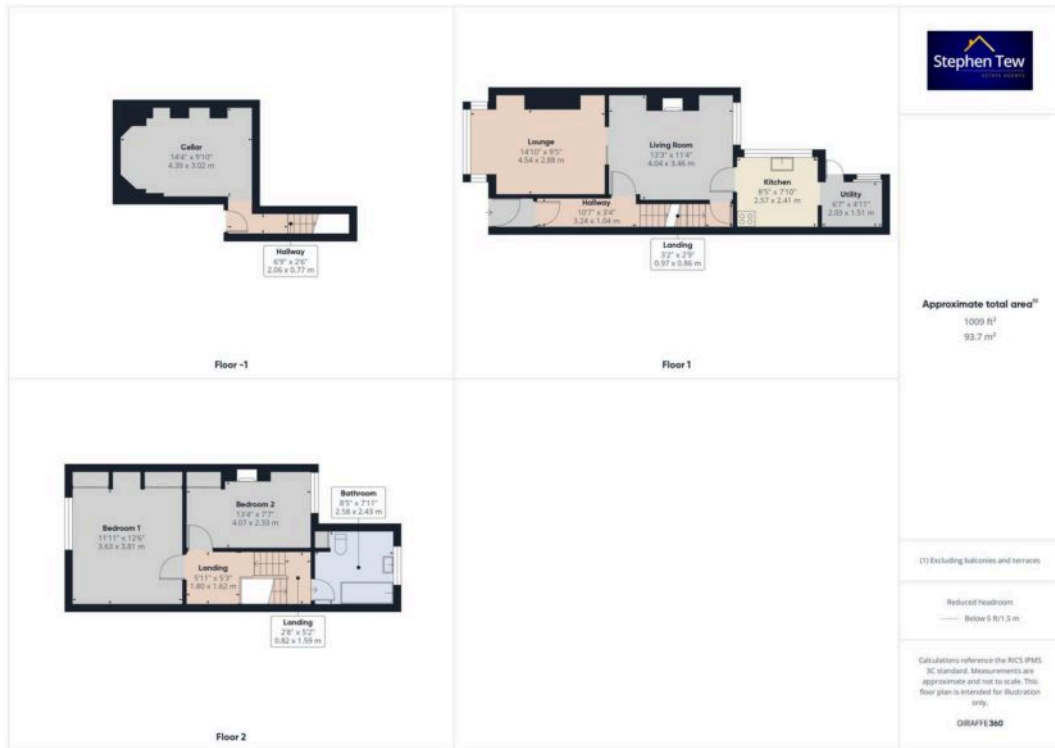 Cellar
14'4" x 9'10"
4.39 x 3.02 m
Hallway
6'9" x 2'6"
2.06 x 0.77 m
Floor -1
Lounge
14'10" x 9'5"
4.54 x 2.88 m
Living Room
13'3" x 11'4"
4.04 x 3.46 m
Kitchen
8'5" x 7'10"
2.57 x 2.41 m
Utility
6'7" x 4'11"
2.03 x 1.51 m
Hallway
10'7" x 3'4"
3.24 x 1.04 m
Landing
3'2" x 2'9"
0.97 x 0.86 m
Floor 1
Bedroom 1
11'11" x 12'6"
3.63 x 3.81 m
Bedroom 2
13'4" x 7'7"
4.07 x 2.33 m
Bathroom
8'5" x 7'11"
2.58 x 2.43 m
Landing
5'11" x 5'3"
1.80 x 1.62 m
Landing
2'8" x 5'2"
0.82 x 1.59 m
Floor 2
Stephen Tew
ESTATE AGENTS
Approximate total area(1)
1009 ft²
93.7 m²
(1) Excluding balconies and terraces
Reduced headroom
Below 5 ft/1.5 m
Calculations reference the RICS IPMS
3C standard. Measurements are
approximate and not to scale. This
floor plan is intended for illustration
only.
GIRAFFE360